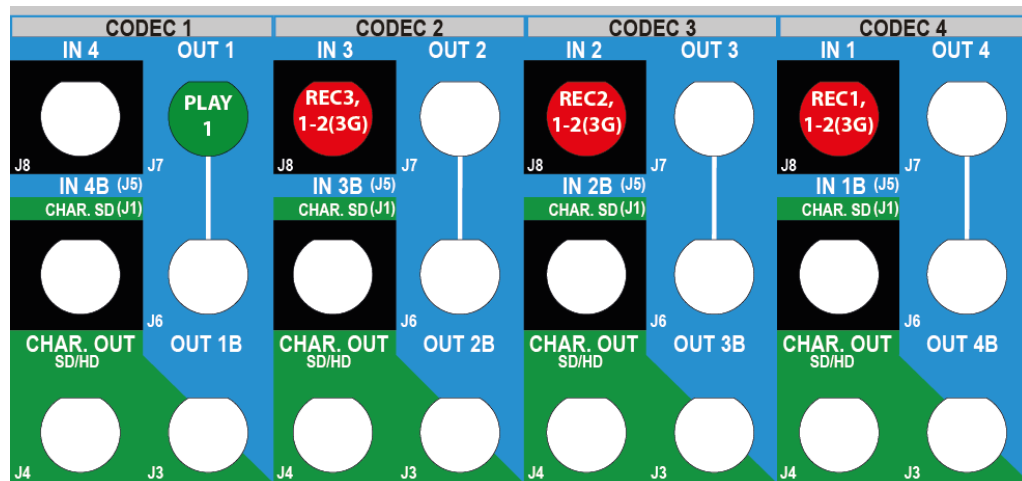 CODEC 1 CODEC 2 CODEC 3 CODEC 4
IN 4 OUT 1 IN 3 OUT 2 IN 2 OUT 3 IN 1 OUT 4
PLAY REC3, REC2, REC1,
1 1-2(3G) 1-2(3G) 1-2(3G)
J8 J7 J8 J7 J8 J7 J8 J7
IN 4B (J5) IN 3B (J5) IN 2B (J5) IN 1B (J5)
CHAR. SD (J1) CHAR. SD (J1) CHAR. SD (J1) CHAR. SD (J1)
J6 J6 J6 J6
CHAR. OUT OUT 1B CHAR. OUT OUT 2B CHAR. OUT OUT 3B CHAR. OUT OUT 4B
SD/HD SD/HD SD/HD SD/HD
J4 J3 J4 J3 J4 J3 J4 J3